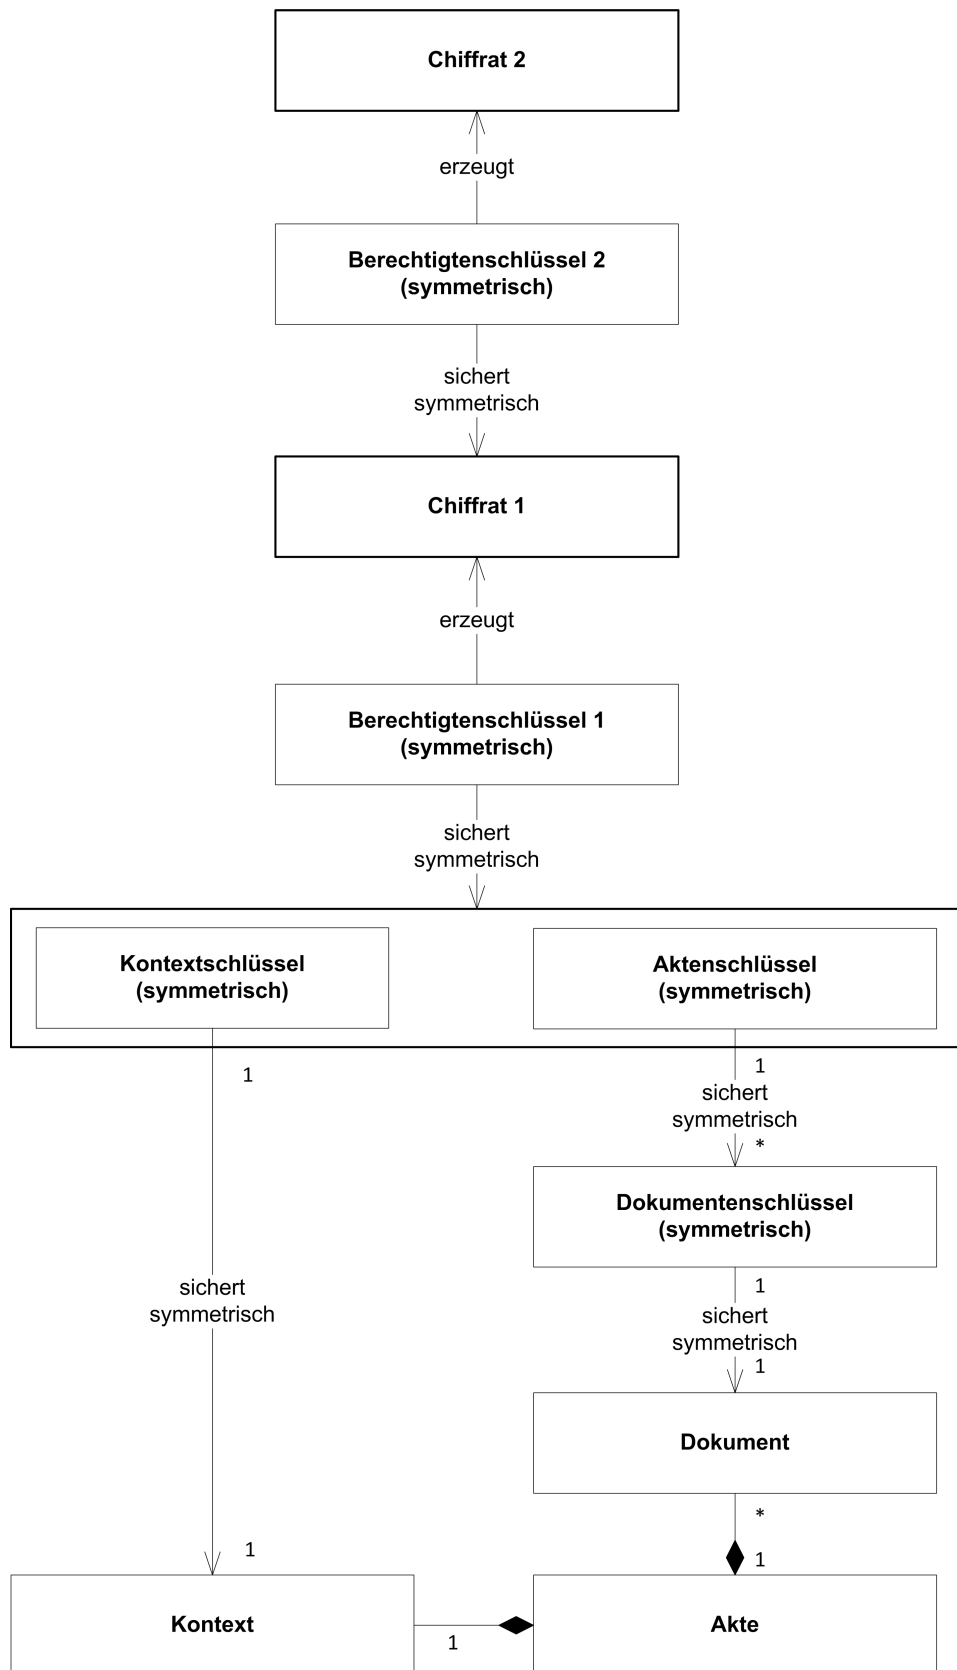 Chiffrat 2
erzeugt
Berechtigtenschlüssel 2
(symmetrisch)
sichert
symmetrisch
Chiffrat 1
erzeugt
Berechtigtenschlüssel 1
(symmetrisch)
sichert
symmetrisch
Kontextschlüssel
(symmetrisch)
Aktenschlüssel
(symmetrisch)
1
1
sichert
symmetrisch
*
Dokumentenschlüssel
(symmetrisch)
1
sichert
symmetrisch
sichert
symmetrisch
1
Dokument
*
1
1
Kontext
1
Akte